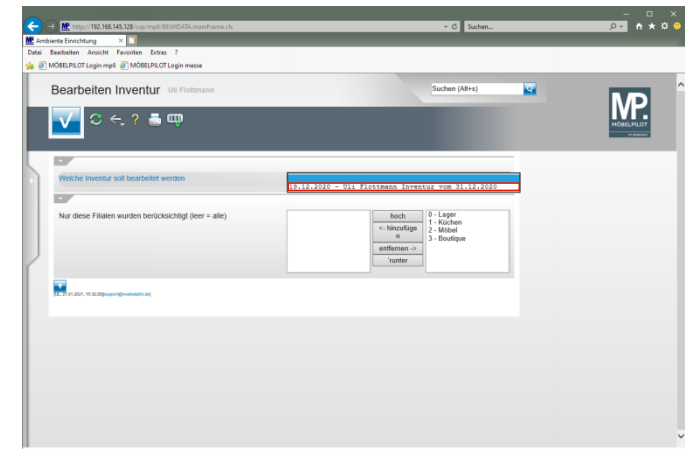 http://192.168.145.128/csp/mp6/BEWIDATA.mainFrame.cls
Suchen...
Ambiente Einrichtung
Datei Bearbeiten Ansicht Favoriten Extras ?
MÖBELPILOT Login mp6 MÖBELPILOT Login messe
Bearbeiten Inventur Uli Flottmann
Suchen (Alt+s)
MP.
MÖBELPILOT
Welche Inventur soll bearbeitet werden
19.12.2020 - Uli Flottmann Inventur vom 31.12.2020
Nur diese Filialen wurden berücksichtigt (leer = alle)
hoch
<- hinzufüge
n
entfernen ->
'runter
0 - Lager
1 - Küchen
2 - Möbel
3 - Boutique